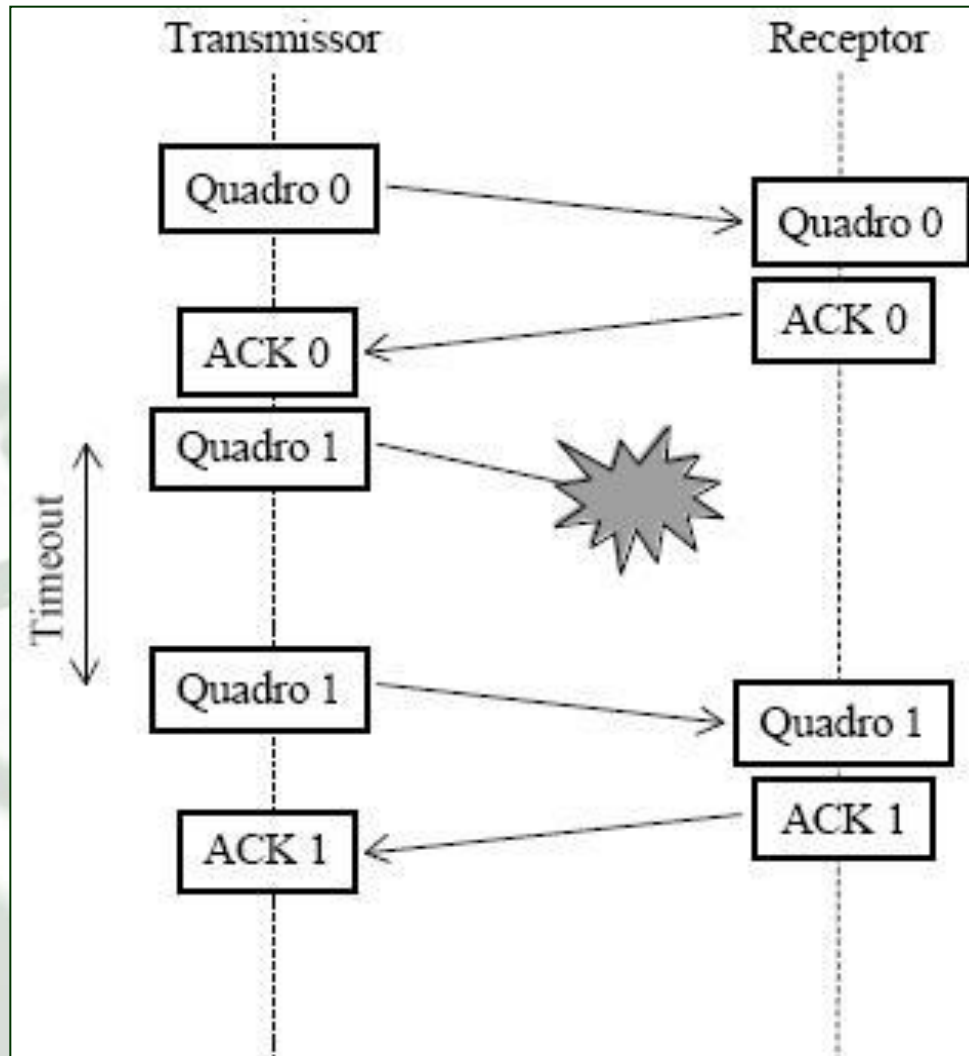 Transmissor
Receptor
Quadro 0
Quadro 0
ACK 0
ACK 0
Quadro 1
Timeout
Quadro 1
Quadro 1
ACK 1
ACK 1